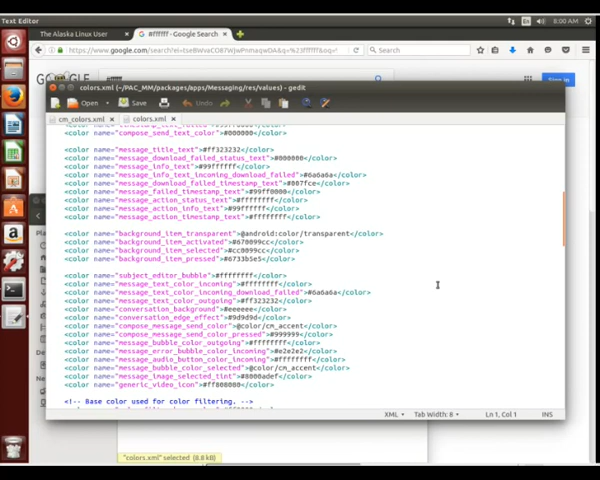 Text Editor
En
8:00 AM
The Alaska Linux User
#ffffff - Google Search
https://www.google.com/search?
Search
Sign in
colors.xml (~/PAC_MM/packages/apps/Messaging/res/values) - gedit
Open
Save
Undo
cm_colors.xml
colors.xml
<color name="compose_send_text_color">#000000</color>
<color name="message_title_text">#ff323232</color>
<color name="message_download_failed_status_text">#000000</color>
<color name="message_info_text">#99ffffff</color>
<color name="message_info_text_incoming_download_failed">#6a6a6a</color>
<color name="message_download_failed_timestamp_text">#007fce</color>
<color name="message_failed_timestamp_text">#99ff0000</color>
<color name="message_action_status_text">#ffffffff</color>
<color name="message_action_info_text">#99ffffff</color>
<color name="message_action_timestamp_text">#ffffffff</color>
<color name="background_item_transparent">@android:color/transparent</color>
<color name="background_item_activated">#670099cc</color>
<color name="background_item_selected">#cc0099cc</color>
<color name="background_item_pressed">#6733b5e5</color>
<color name="subject_editor_bubble">#ffffffff</color>
<color name="message_text_color_incoming">#ffffffff</color>
<color name="message_text_color_incoming_download_failed">#6a6a6a</color>
<color name="message_text_color_outgoing">#ff323232</color>
<color name="conversation_background">#eeeeee</color>
<color name="conversation_edge_effect">#9d9d9d</color>
<color name="compose_message_send_color">@color/cm_accent</color>
<color name="compose_message_send_color_pressed">#999999</color>
<color name="message_bubble_color_outgoing">#ffffffff</color>
<color name="message_error_bubble_color_incoming">#e2e2e2</color>
<color name="message_audio_button_color_incoming">#ffffffff</color>
<color name="message_bubble_color_selected">@color/cm_accent</color>
<color name="message_image_selected_tint">#8000adef</color>
<color name="generic_video_icon">#ff808080</color>
<!-- Base color used for color filtering. -->
XML
Tab Width: 8
Ln 1, Col 1
INS
"colors.xml" selected (8.8 kB)